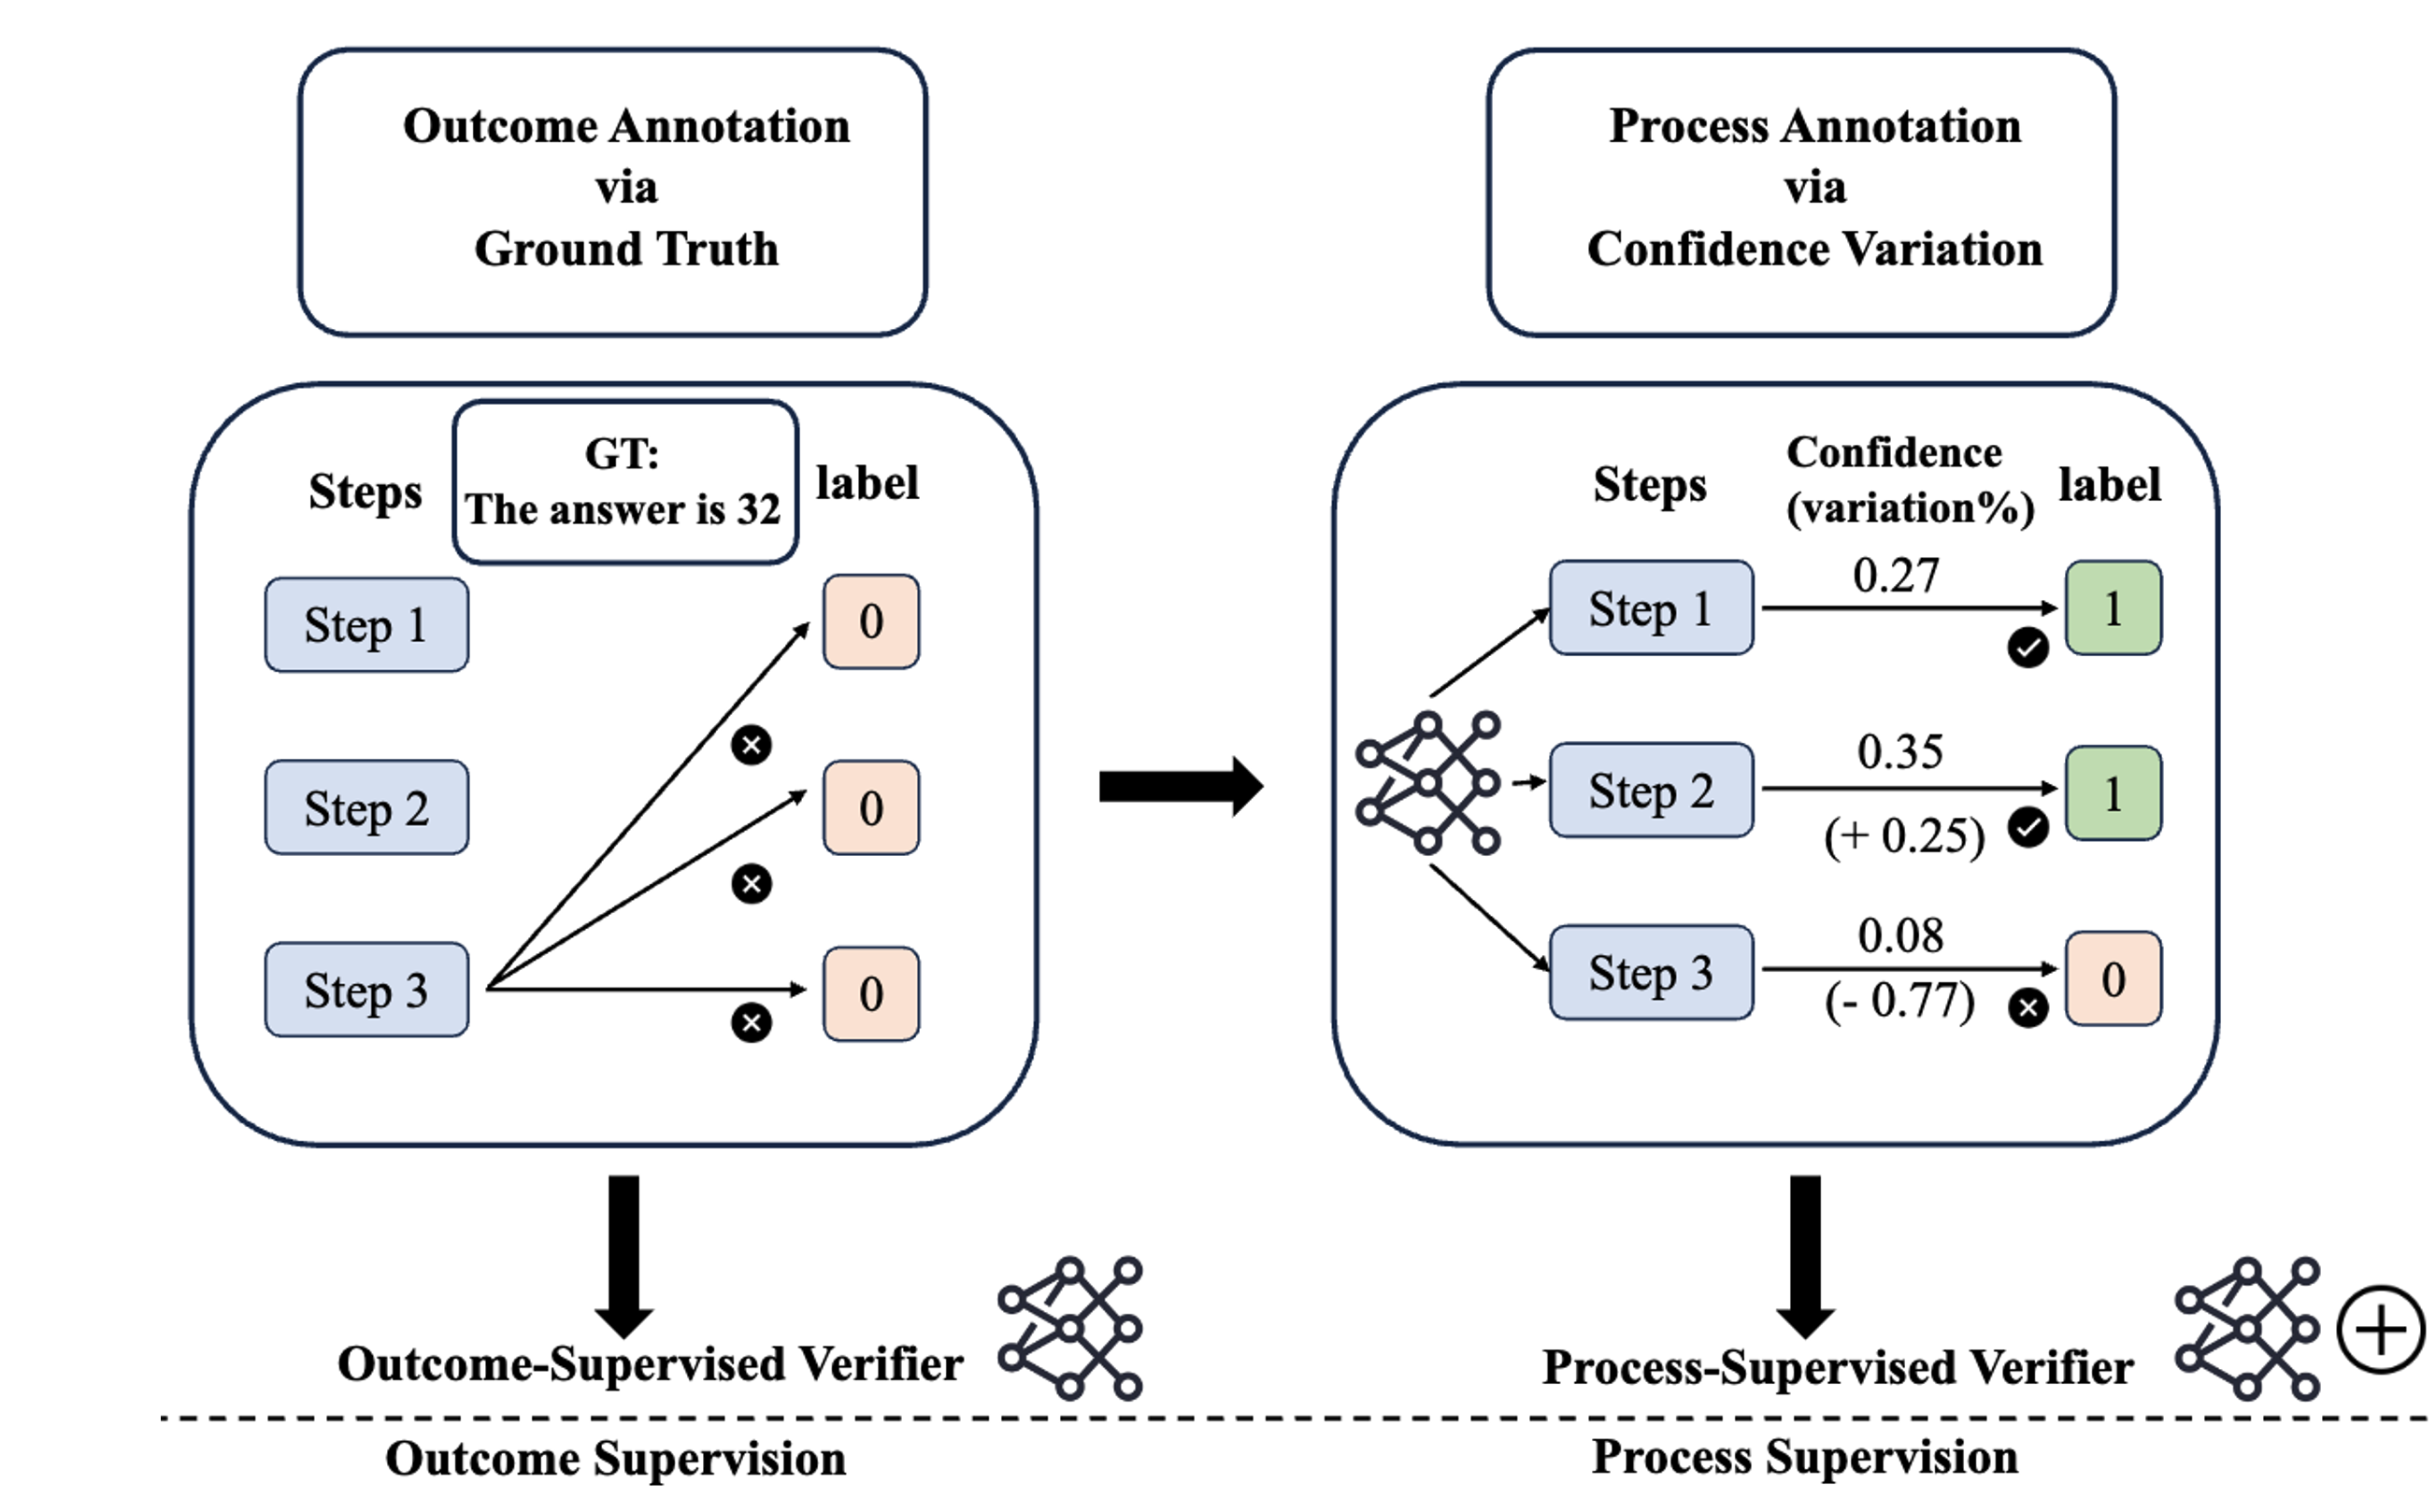 Outcome Annotation
via
Ground Truth
Process Annotation
via
Confidence Variation
Steps
GT:
The answer is 32
label
Step 1
0
Step 2
0
Step 3
0
Steps
Confidence
(variation%)
label
Step 1
0.27
1
Step 2
0.35
(+ 0.25)
1
Step 3
0.08
(- 0.77)
0
Outcome-Supervised Verifier
Process-Supervised Verifier
Outcome Supervision
Process Supervision